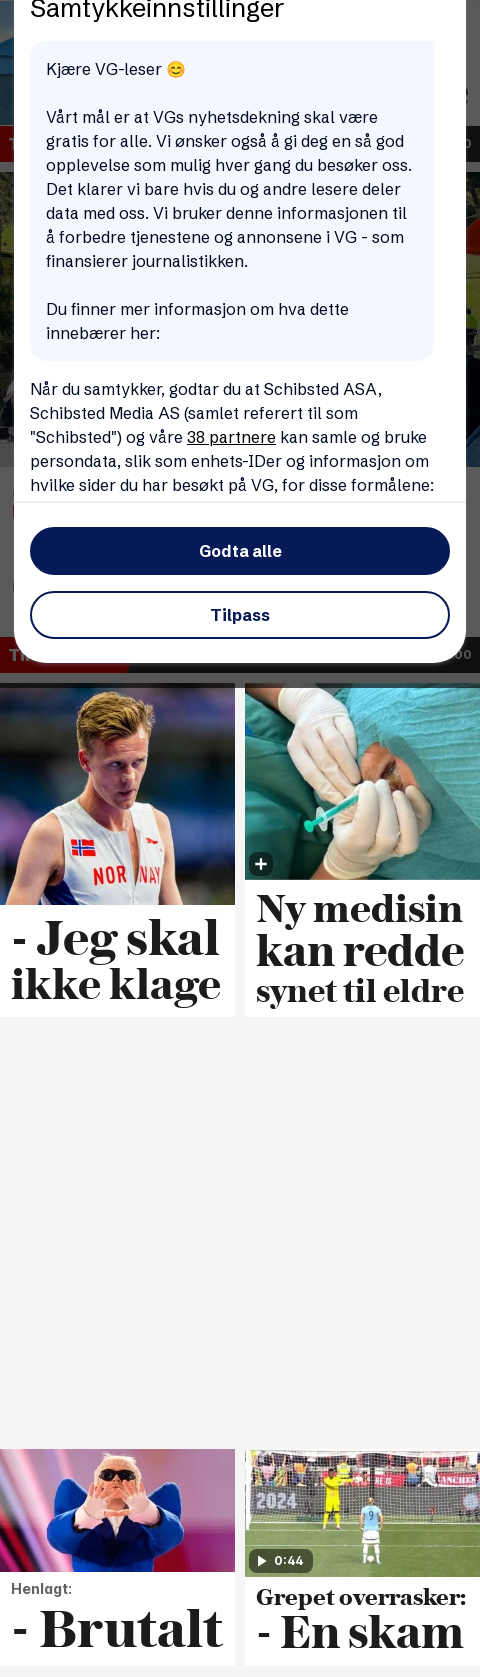 Samtykkeinnstillinger
Kjære VG-leser 😊
Vårt mål er at VGs nyhetsdekning skal være
gratis for alle. Vi ønsker også å gi deg en så god
opplevelse som mulig hver gang du besøker oss.
Det klarer vi bare hvis du og andre lesere deler
data med oss. Vi bruker denne informasjonen til
å forbedre tjenestene og annonsene i VG - som
finansierer journalistikken.
Du finner mer informasjon om hva dette
innebærer her:
Når du samtykker, godtar du at Schibsted ASA,
Schibsted Media AS (samlet referert til som
"Schibsted") og våre 38 partnere kan samle og bruke
persondata, slik som enhets-IDer og informasjon om
hvilke sider du har besøkt på VG, for disse formålene:
Godta alle
Tilpass
NORWAY
- Jeg skal
ikke klage
Ny medisin
kan redde
synet til eldre
Henlagt:
- Brutalt
2024
9
0:44
Grepet overrasker:
- En skam